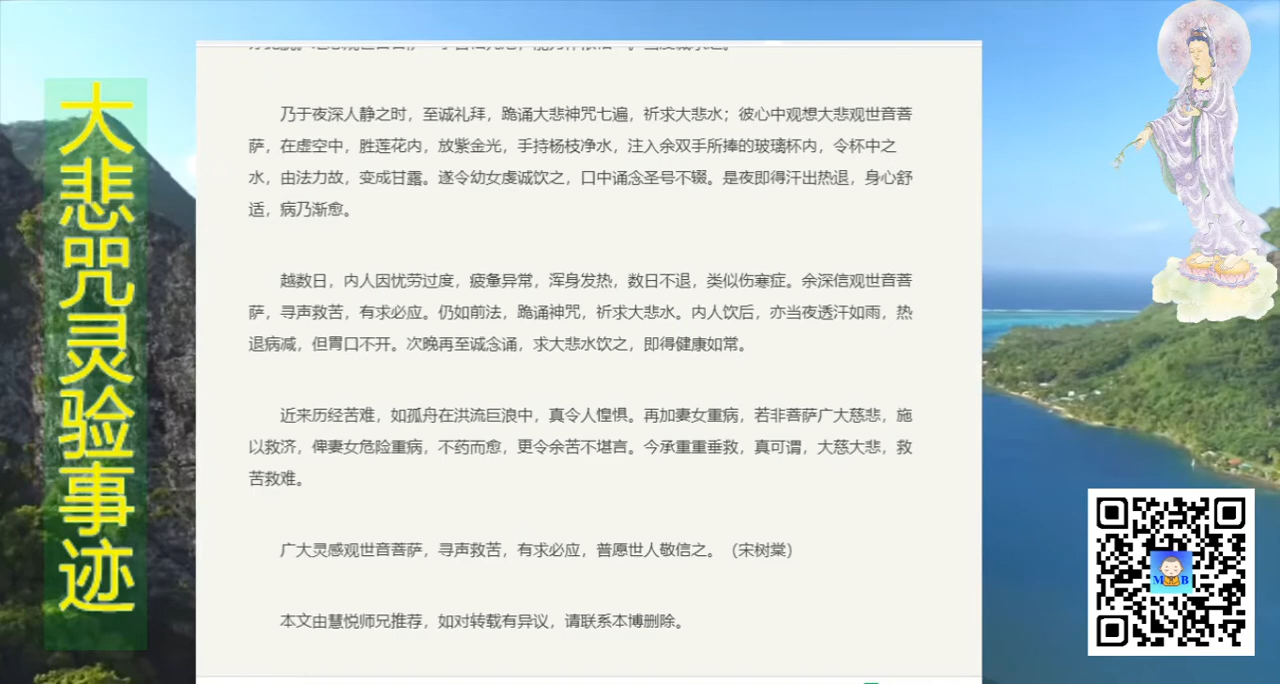 大悲咒灵验事迹
乃于夜深人静之时，至诚礼拜，跪诵大悲神咒七遍，祈求大悲水；彼心中观想大悲观世音菩
萨，在虚空中，胜莲花内，放紫金光，手持杨枝净水，注入余双手所捧的玻璃杯内，令杯中之
水，由法力故，变成甘露。遂令幼女虔诚饮之，口中诵念圣号不辍。是夜即得汗出热退，身心舒
适，病乃渐愈。
越数日，内人因忧劳过度，疲惫异常，浑身发热，数日不退，类似伤寒症。余深信观世音菩
萨，寻声救苦，有求必应。仍如前法，跪诵神咒，祈求大悲水。内人饮后，亦当夜透汗如雨，热
退病减，但胃口不开。次晚再至诚念诵，求大悲水饮之，即得健康如常。
近来历经苦难，如孤舟在洪流巨浪中，真令人惶惧。再加妻女重病，若非菩萨广大慈悲，施
以救济，俾妻女危险重病，不药而愈，更令余苦不堪言。今承重重垂救，真可谓，大慈大悲，救
苦救难。
广大灵感观世音菩萨，寻声救苦，有求必应，普愿世人敬信之。（宋树棠）
本文由慧悦师兄推荐，如对转载有异议，请联系本博删除。
M B